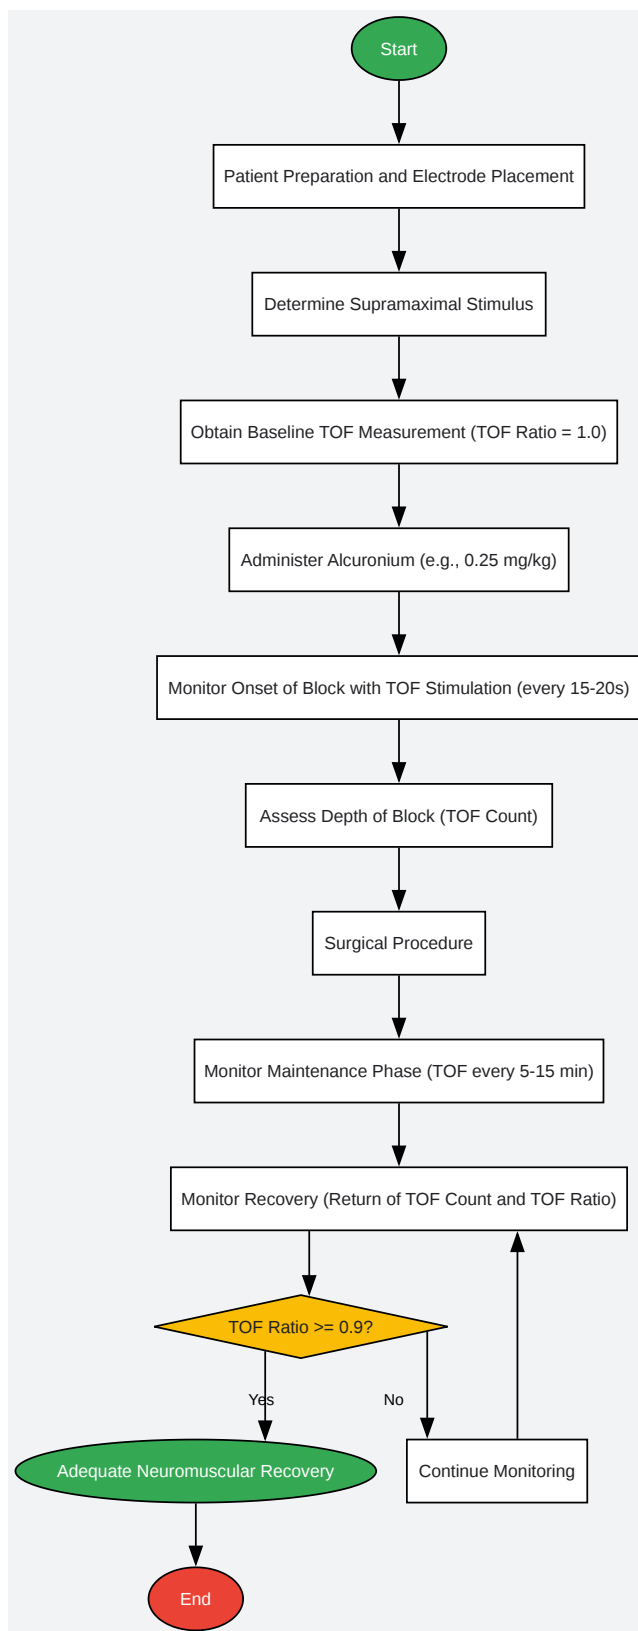 Start
Patient Preparation and Electrode Placement
Determine Supramaximal Stimulus
Obtain Baseline TOF Measurement (TOF Ratio = 1.0)
Administer Alcuronium (e.g., 0.25 mg/kg)
Monitor Onset of Block with TOF Stimulation (every 15-20s)
Assess Depth of Block (TOF Count)
Surgical Procedure
Monitor Maintenance Phase (TOF every 5-15 min)
Monitor Recovery (Return of TOF Count and TOF Ratio)
TOF Ratio >= 0.9?
Yes
No
Adequate Neuromuscular Recovery
Continue Monitoring
End